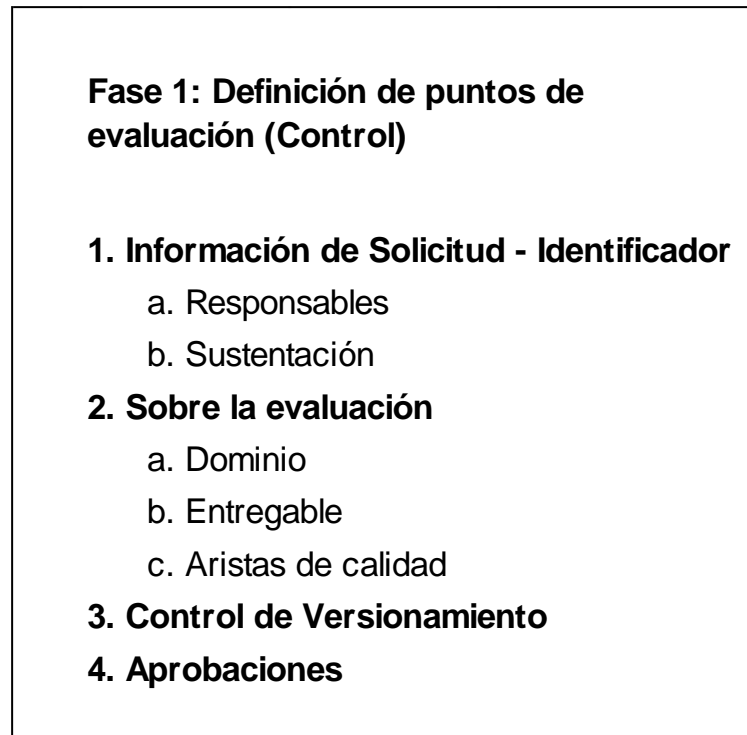 Fase 1: Definición de puntos de
evaluación (Control)
1. Información de Solicitud - Identificador
a. Responsables
b. Sustentación
2. Sobre la evaluación
a. Dominio
b. Entregable
c. Aristas de calidad
3. Control de Versionamiento
4. Aprobaciones